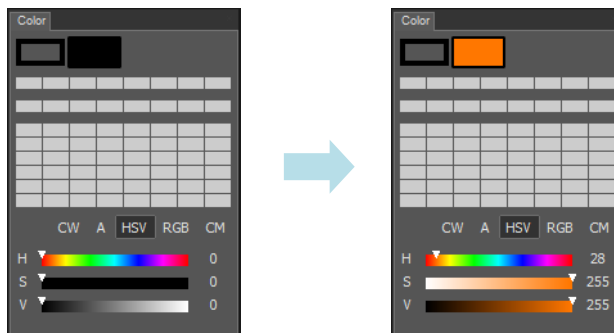 Color
CW A HSV RGB CM
H 0
S 0
V 0
Color
CW A HSV RGB CM
H 28
S 255
V 255